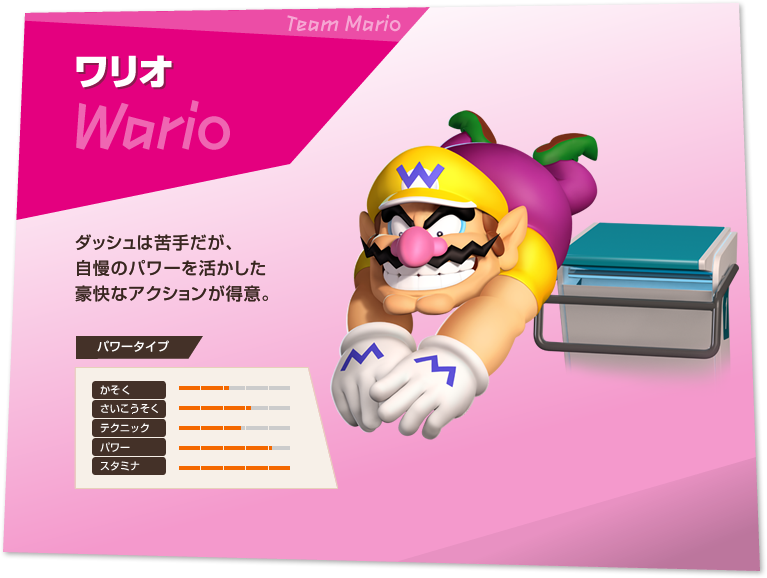 Team Mario
ワリオ
Wario
ダッシュは苦手だが、
自慢のパワーを活かした
豪快なアクションが得意。
パワータイプ
かそく
さいこうそく
テクニック
パワー
スタミナ
W